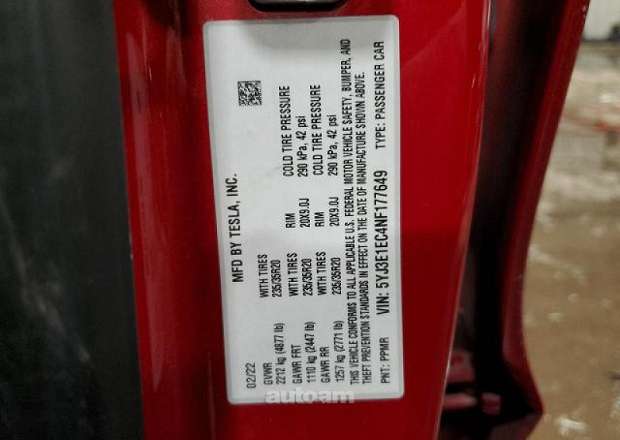 MFD BY TESLA, INC.
02/22
GVWR
2212 kg (4877 lb)
GAWR FRT
WITH TIRES
RIM
COLD TIRE PRESSURE
1110 kg (2447 lb)
235/35R20
20X9.0J
290 kPa, 42 psi
GAWR RR
WITH TIRES
RIM
COLD TIRE PRESSURE
1257 kg (2771 lb)
235/35R20
20X9.0J
290 kPa, 42 psi
THIS VEHICLE CONFORMS TO ALL APPLICABLE U.S. FEDERAL MOTOR VEHICLE SAFETY, BUMPER, AND
THEFT PREVENTION STANDARDS IN EFFECT ON THE DATE OF MANUFACTURE SHOWN ABOVE.
VIN: 5YJ3E1EC4NF177649
PNT: PPMR
TYPE: PASSENGER CAR
autoam